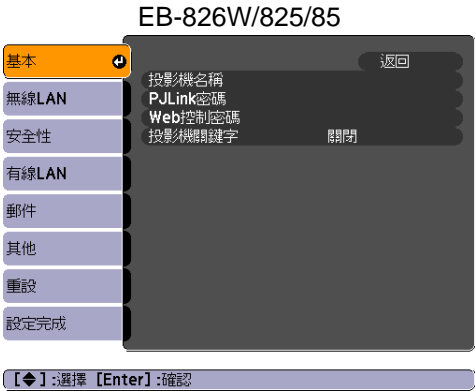 EB-826W/825/85
基本
無線LAN
安全性
有線LAN
郵件
其他
重設
設定完成
返回
投影機名稱
PJLink密碼
Web控制密碼
投影機關鍵字 關閉
[◆]:選擇 [Enter]:確認